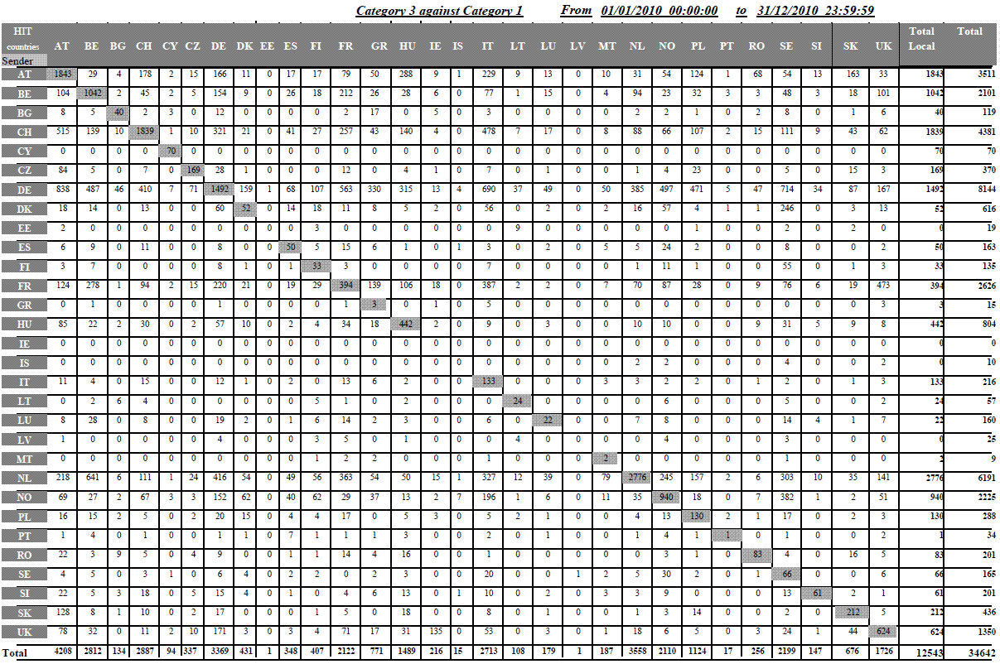 Category 3 against Category 1 From 01/01/2010 00:00:00 to 31/12/2010 23:59:59
HIT countries AT BE BG CH CY CZ DE DK EE ES FI FR GR HU IE IS IT LT LU LV MT NL NO PL PT RO SE SI SK UK Total Local Total
Sender
AT 1843 29 4 178 2 15 166 11 0 17 17 79 50 288 9 1 229 9 13 0 10 31 54 124 1 68 54 13 163 33 1843 3511
BE 104 1042 2 45 2 5 154 9 0 26 18 212 26 28 6 0 77 1 15 0 4 94 23 32 3 3 48 3 18 101 1042 2101
BG 8 5 40 2 3 0 12 0 0 0 0 2 17 0 5 0 3 0 0 0 0 2 2 1 0 2 8 0 1 6 40 119
CH 515 139 10 1839 1 10 321 21 0 41 27 257 43 140 4 0 478 7 17 0 8 88 66 107 2 15 111 9 43 62 1839 4381
CY 0 0 0 0 70 0 0 0 0 0 0 0 0 0 0 0 0 0 0 0 0 0 0 0 0 0 0 0 0 0 70 70
CZ 84 5 0 7 0 169 28 1 0 0 0 12 0 4 1 0 7 0 1 0 0 1 4 23 0 0 5 0 15 3 169 370
DE 838 487 46 410 7 71 1492 159 1 68 107 563 330 315 13 4 690 37 49 0 50 385 497 471 5 47 714 34 87 167 1492 8144
DK 18 14 0 13 0 0 60 52 0 14 18 11 8 5 2 0 56 0 2 0 2 16 57 4 1 1 246 0 3 13 52 616
EE 2 0 0 0 0 0 0 0 0 0 3 0 0 0 0 0 0 9 0 0 0 0 0 1 0 0 2 0 2 0 0 19
ES 6 9 0 11 0 0 8 0 0 50 5 15 6 1 0 1 3 0 2 0 5 5 24 2 0 0 8 0 0 2 50 163
FI 3 7 0 0 0 0 8 1 0 1 33 3 0 0 0 0 7 0 0 0 0 1 11 1 0 0 55 0 1 3 33 135
FR 124 278 1 94 2 15 220 21 0 19 29 394 139 106 18 0 387 2 2 0 7 70 87 28 0 9 76 6 19 473 394 2626
GR 0 1 0 0 0 0 1 0 0 0 0 1 3 0 1 0 5 0 0 0 0 0 0 0 0 0 0 0 0 3 3 15
HU 85 22 2 30 0 2 57 10 0 2 4 34 18 442 2 0 9 0 3 0 0 10 10 0 0 9 31 5 9 8 442 804
IE 0 0 0 0 0 0 0 0 0 0 0 0 0 0 0 0 0 0 0 0 0 0 0 0 0 0 0 0 0 0 0 0
IS 0 0 0 0 0 0 0 0 0 0 0 0 0 0 0 0 0 0 0 0 0 2 2 0 0 0 4 0 0 2 0 10
IT 11 4 0 15 0 0 12 1 0 2 0 13 6 2 0 0 133 0 0 0 3 3 2 2 0 1 2 0 1 3 133 216
LT 0 2 6 4 0 0 0 0 0 0 5 1 0 2 0 0 0 24 0 0 0 0 6 0 0 0 5 0 0 2 24 57
LU 8 28 0 8 0 0 19 2 0 1 6 14 2 3 0 0 6 0 22 0 0 7 8 0 0 0 14 4 1 7 22 160
LV 1 0 0 0 0 0 4 0 0 0 3 5 0 1 0 0 0 4 0 0 0 0 4 0 0 0 3 0 0 0 0 25
MT 0 0 0 0 0 0 0 0 0 0 1 2 2 0 0 0 1 0 0 0 2 0 0 0 0 0 1 0 0 0 2 9
NL 218 641 6 111 1 24 416 54 0 49 56 363 54 50 15 1 327 12 39 0 79 2776 245 157 2 6 303 10 35 141 2776 6191
NO 69 27 2 67 3 3 152 62 0 40 62 29 37 13 2 7 196 1 6 0 11 35 940 18 0 7 382 1 2 51 940 2225
PL 16 15 2 5 0 2 20 15 0 4 4 17 0 5 3 0 5 2 1 0 0 4 13 130 2 1 17 0 2 3 130 288
PT 1 4 0 1 0 0 1 1 0 7 1 1 1 3 0 0 2 0 1 0 0 1 4 1 1 0 1 0 0 2 1 34
RO 22 3 9 5 0 4 9 0 0 1 1 14 4 16 0 0 1 0 0 0 0 0 3 1 0 83 4 0 16 5 83 201
SE 4 5 0 3 1 0 6 4 0 2 2 0 2 3 0 0 20 0 0 1 2 5 30 2 0 1 66 0 0 6 66 165
SI 22 5 3 18 0 5 15 4 0 1 0 4 6 13 0 1 10 0 2 0 3 3 9 0 0 0 13 61 2 1 61 201
SK 128 8 1 10 0 2 17 0 0 0 1 5 0 18 0 0 8 0 1 0 0 1 3 14 0 0 2 0 212 5 212 436
UK 78 32 0 11 2 10 171 3 0 3 4 71 17 31 135 0 53 0 3 0 1 18 6 5 0 3 24 1 44 624 624 1350
Total 4208 2812 134 2887 94 337 3369 431 1 348 407 2122 771 1489 216 15 2713 108 179 1 187 3558 2110 1124 17 256 2199 147 676 1726 12543 34642